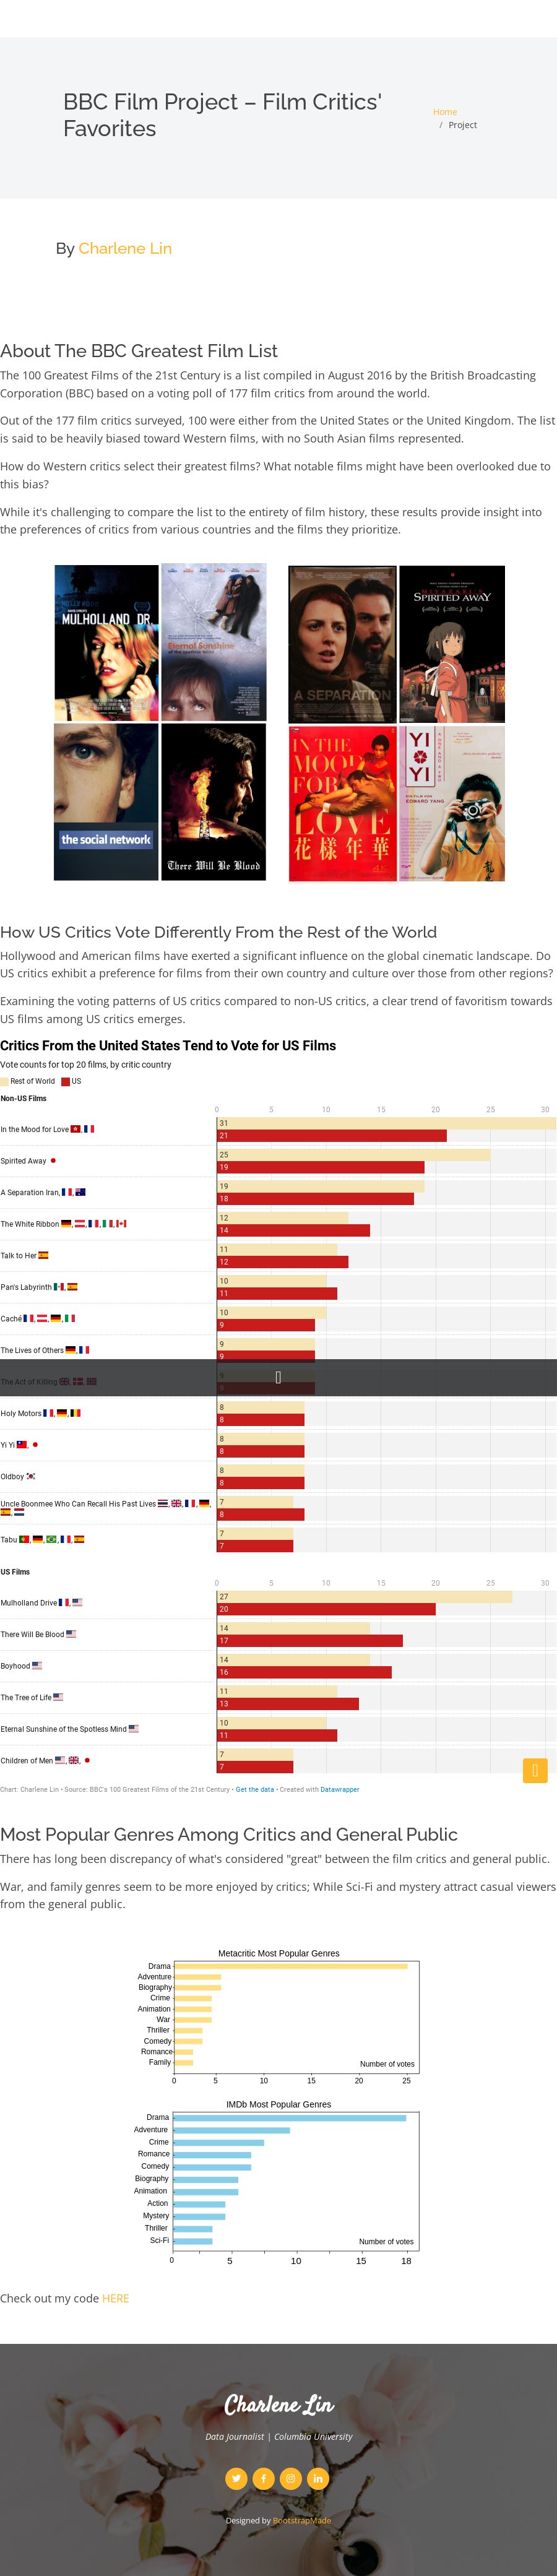 BBC Film Project – Film Critics'
Favorites
Home
/ Project
By Charlene Lin
About The BBC Greatest Film List
The 100 Greatest Films of the 21st Century is a list compiled in August 2016 by the British Broadcasting
Corporation (BBC) based on a voting poll of 177 film critics from around the world.
Out of the 177 film critics surveyed, 100 were either from the United States or the United Kingdom. The list
is said to be heavily biased toward Western films, with no South Asian films represented.
How do Western critics select their greatest films? What notable films might have been overlooked due to
this bias?
While it's challenging to compare the list to the entirety of film history, these results provide insight into
the preferences of critics from various countries and the films they prioritize.
MULHOLLAND DR.
Eternal Sunshine
of the spotless mind
A SEPARATION
MIYAZAKI'S
SPIRITED AWAY
the social network
There Will Be Blood
IN THE
MOOD
FOR
LOVE
花樣年華
YI
YI
EIN FILM VON
EDWARD YANG
How US Critics Vote Differently From the Rest of the World
Hollywood and American films have exerted a significant influence on the global cinematic landscape. Do
US critics exhibit a preference for films from their own country and culture over those from other regions?
Examining the voting patterns of US critics compared to non-US critics, a clear trend of favoritism towards
US films among US critics emerges.
Critics From the United States Tend to Vote for US Films
Vote counts for top 20 films, by critic country
Rest of World US
Non-US Films
0 5 10 15 20 25 30
In the Mood for Love , 31
21
Spirited Away 25
19
A Separation Iran, , 19
18
The White Ribbon , , , , 12
14
Talk to Her 11
12
Pan's Labyrinth , 10
11
Caché , , , 10
9
The Lives of Others , 9
9
The Act of Killing , ,
Holy Motors , , 8
8
Yi Yi , 8
8
Oldboy 8
8
Uncle Boonmee Who Can Recall His Past Lives , , , , , 7
8
Tabu , , , , 7
7
US Films
0 5 10 15 20 25 30
Mulholland Drive , 27
20
There Will Be Blood 14
17
Boyhood 14
16
The Tree of Life 11
13
Eternal Sunshine of the Spotless Mind 10
11
Children of Men , , 7
7
Chart: Charlene Lin • Source: BBC's 100 Greatest Films of the 21st Century • Get the data • Created with Datawrapper
Most Popular Genres Among Critics and General Public
There has long been discrepancy of what's considered "great" between the film critics and general public.
War, and family genres seem to be more enjoyed by critics; While Sci-Fi and mystery attract casual viewers
from the general public.
Metacritic Most Popular Genres
Drama
Adventure
Biography
Crime
Animation
War
Thriller
Comedy
Romance
Family
Number of votes
0 5 10 15 20 25
IMDb Most Popular Genres
Drama
Adventure
Crime
Romance
Comedy
Biography
Animation
Action
Mystery
Thriller
Sci-Fi
Number of votes
0 5 10 15 18
Check out my code HERE
Charlene Lin
Data Journalist | Columbia University
Designed by BootstrapMade